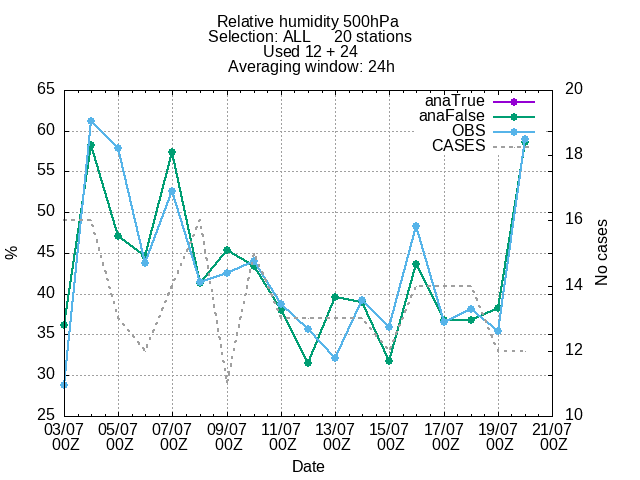 Relative humidity 500hPa
Selection: ALL 20 stations
Used 12 + 24
Averaging window: 24h
65
60
55
50
45
40
35
30
25
%
20
18
16
14
12
10
No cases
anaTrue
anaFalse
OBS
CASES
03/07 05/07 07/07 09/07 11/07 13/07 15/07 17/07 19/07 21/07
00Z 00Z 00Z 00Z 00Z 00Z 00Z 00Z 00Z 00Z
Date